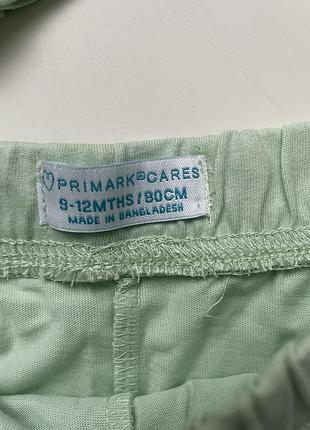 PRIMARK® CARES
9-12MTHS/80CM
MADE IN BANGLADESH